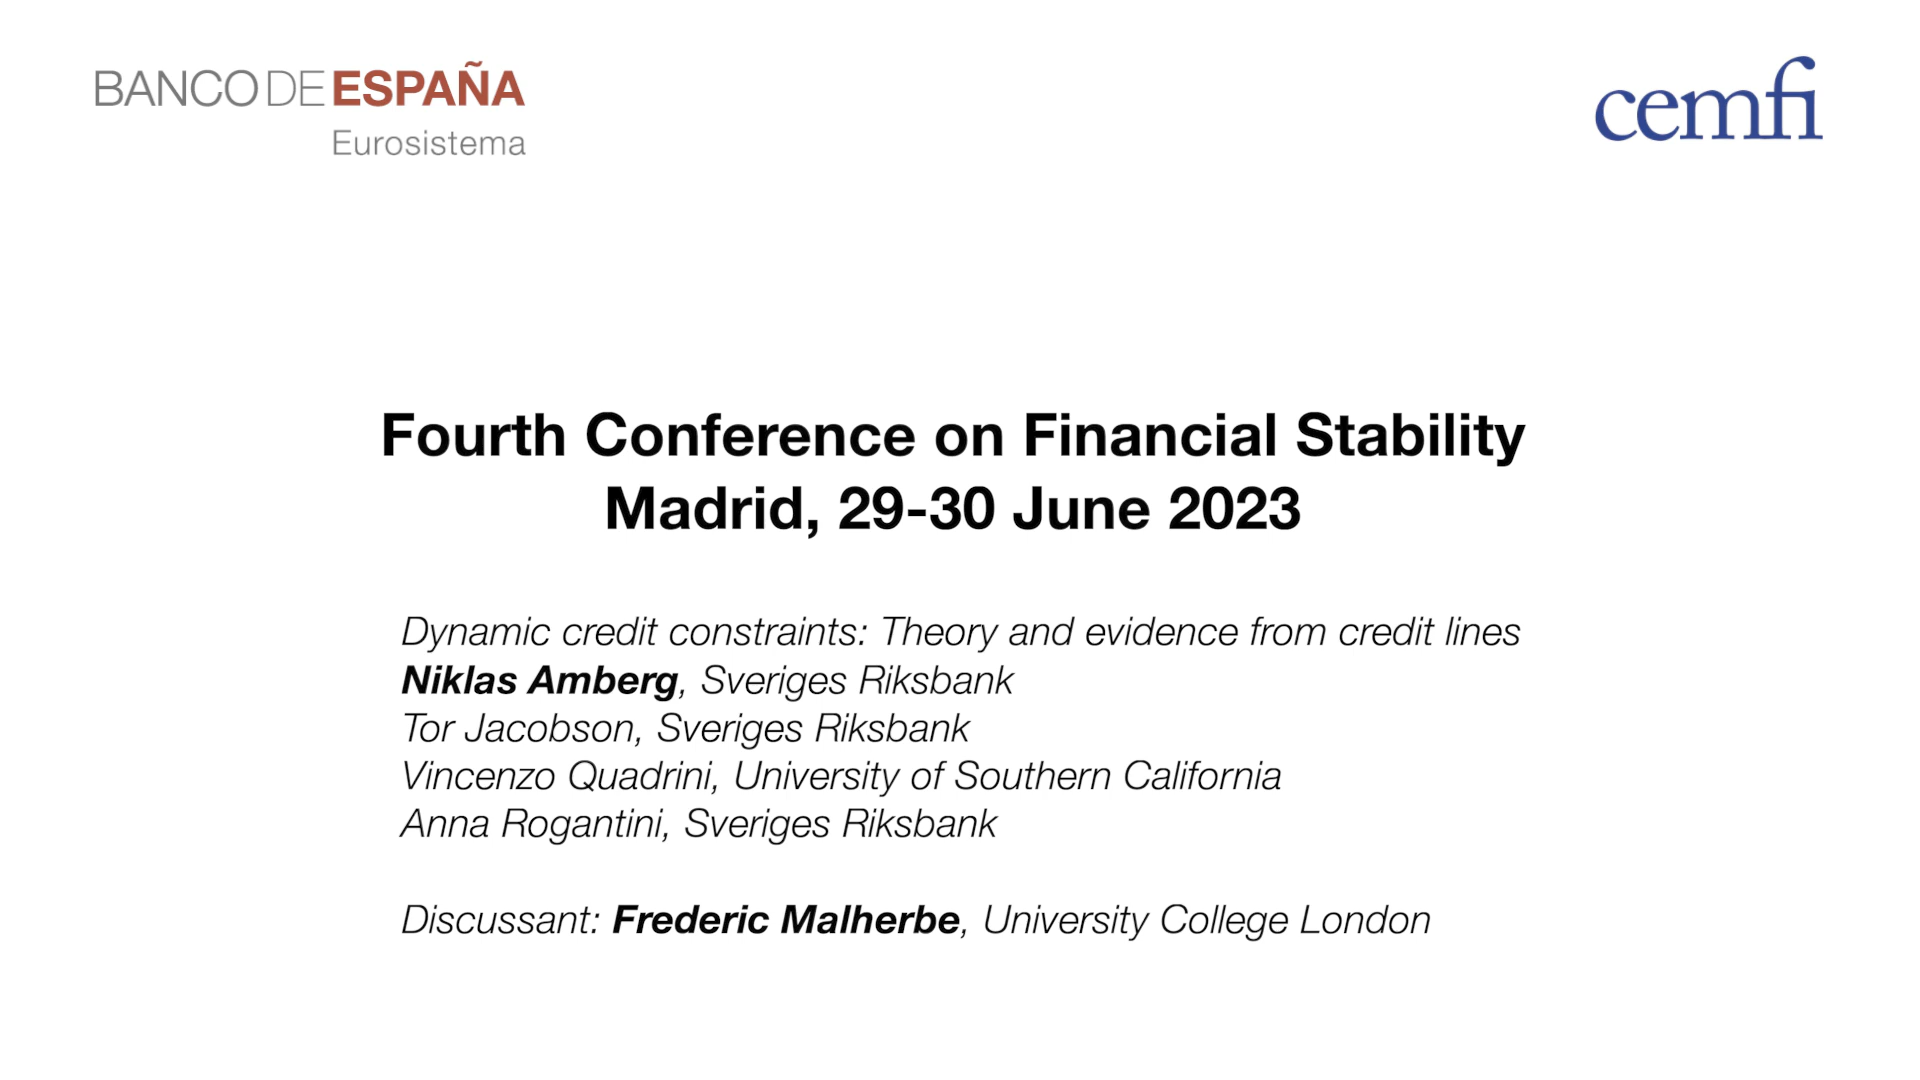 BANCO DE ESPAÑA
Eurosistema
cemfi
Fourth Conference on Financial Stability
Madrid, 29-30 June 2023
Dynamic credit constraints: Theory and evidence from credit lines
Niklas Amberg, Sveriges Riksbank
Tor Jacobson, Sveriges Riksbank
Vincenzo Quadrini, University of Southern California
Anna Rogantini, Sveriges Riksbank
Discussant: Frederic Malherbe, University College London